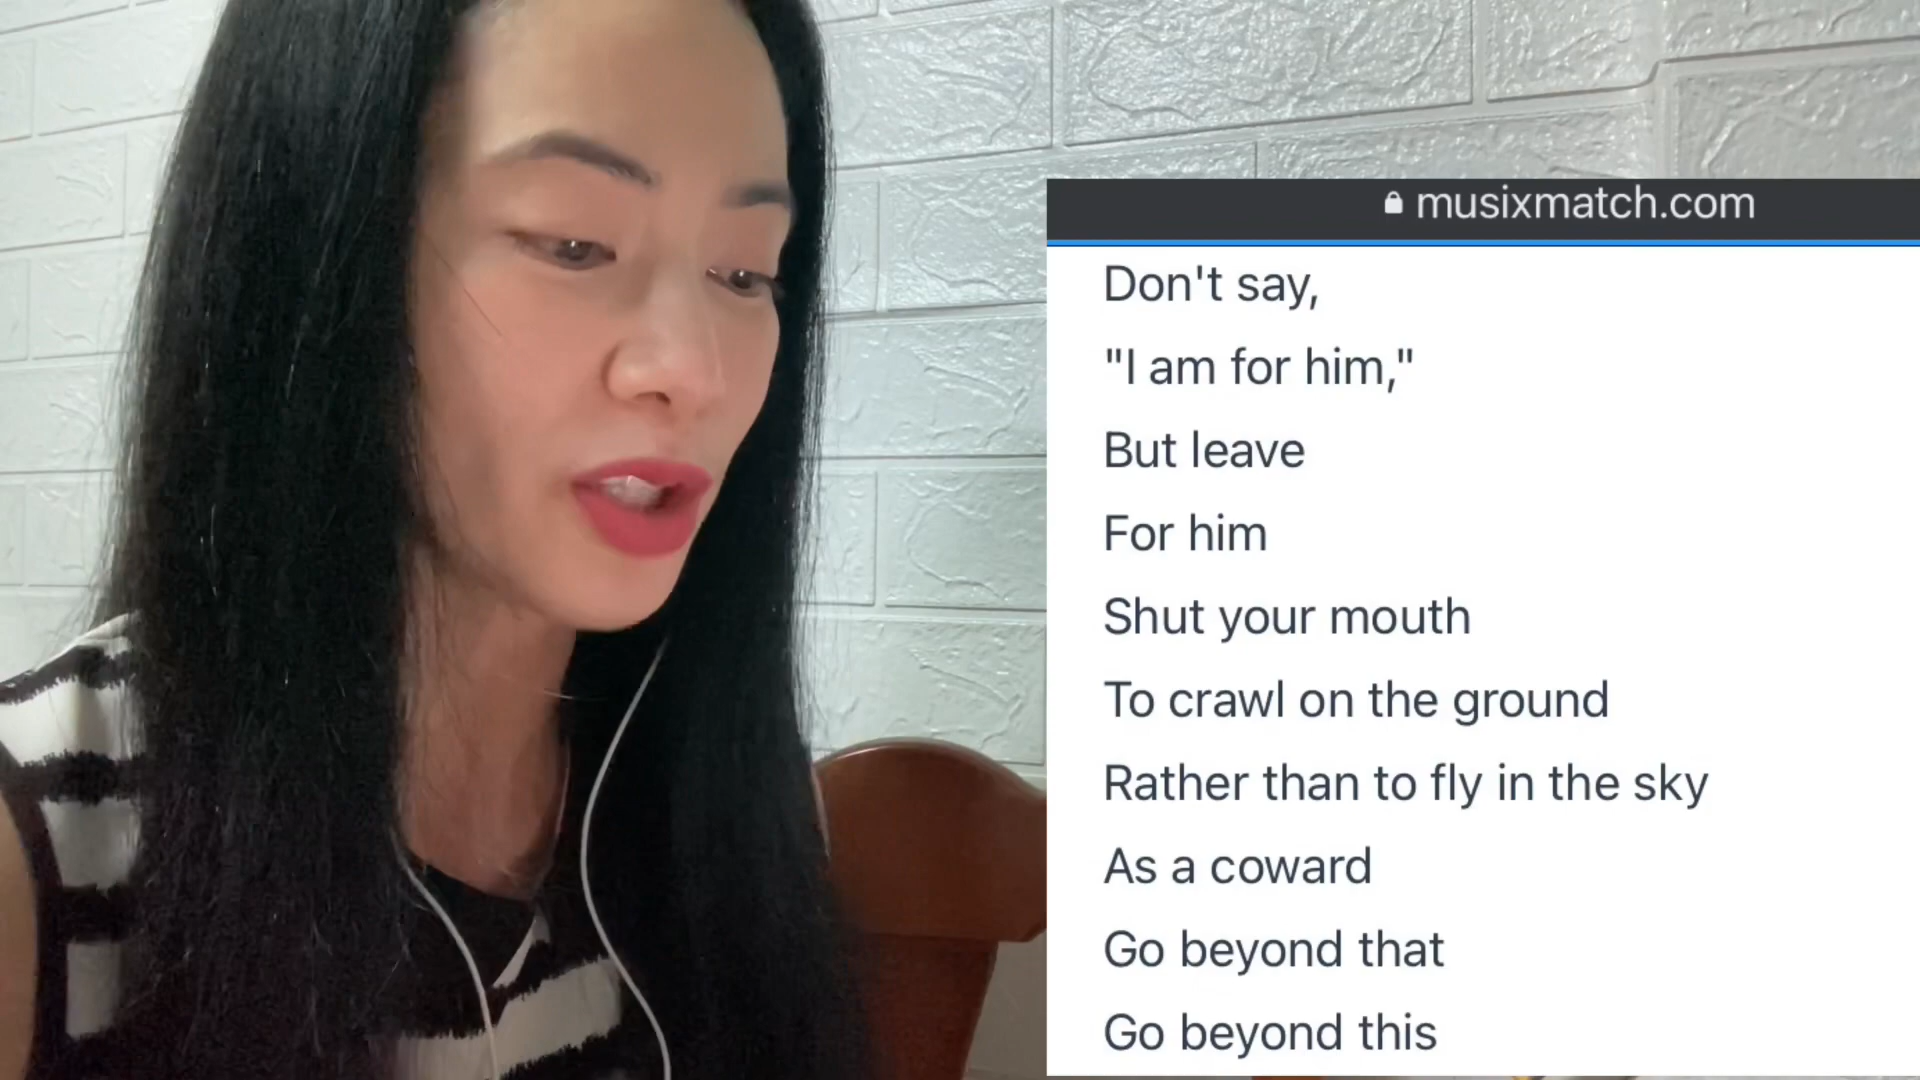 musixmatch.com
Don't say,
"I am for him,"
But leave
For him
Shut your mouth
To crawl on the ground
Rather than to fly in the sky
As a coward
Go beyond that
Go beyond this